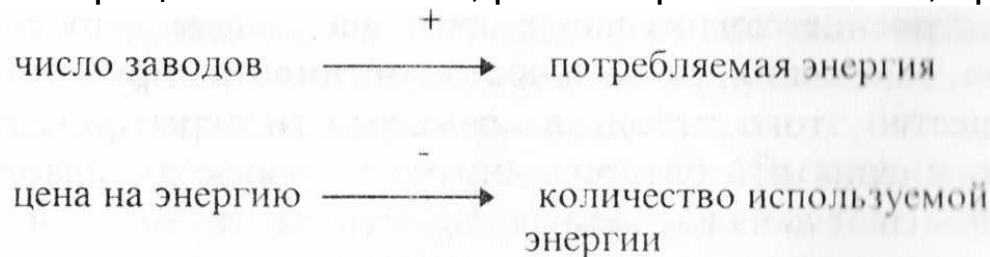 +
число заводов → потребляемая энергия
-
цена на энергию → количество используемой
энергии